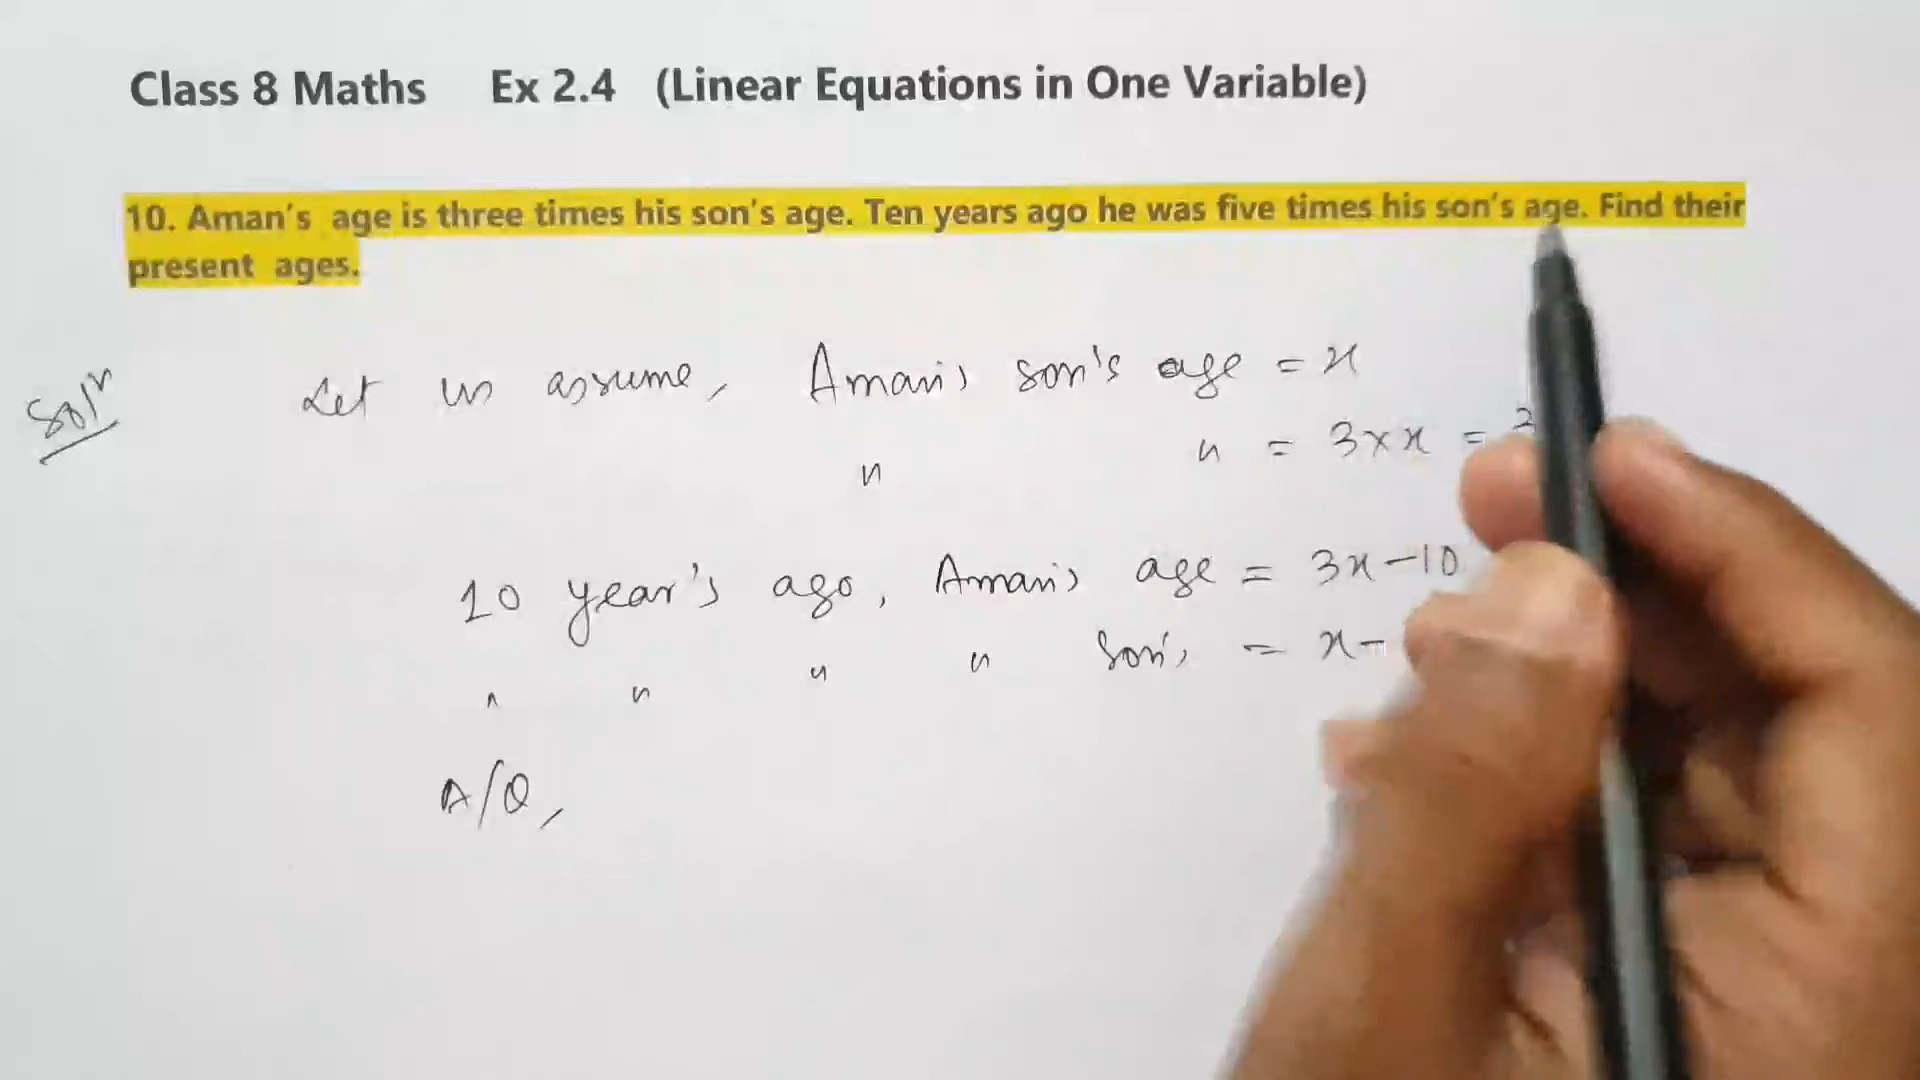 Class 8 Maths Ex 2.4 (Linear Equations in One Variable)
10. Aman's age is three times his son's age. Ten years ago he was five times his son's age. Find their
present ages.
Solⁿ
Let us assume, Aman's son's age = x
" " = 3×x =
10 year's ago, Aman's age = 3x-10
" " " " Son's = x-
A/Q,